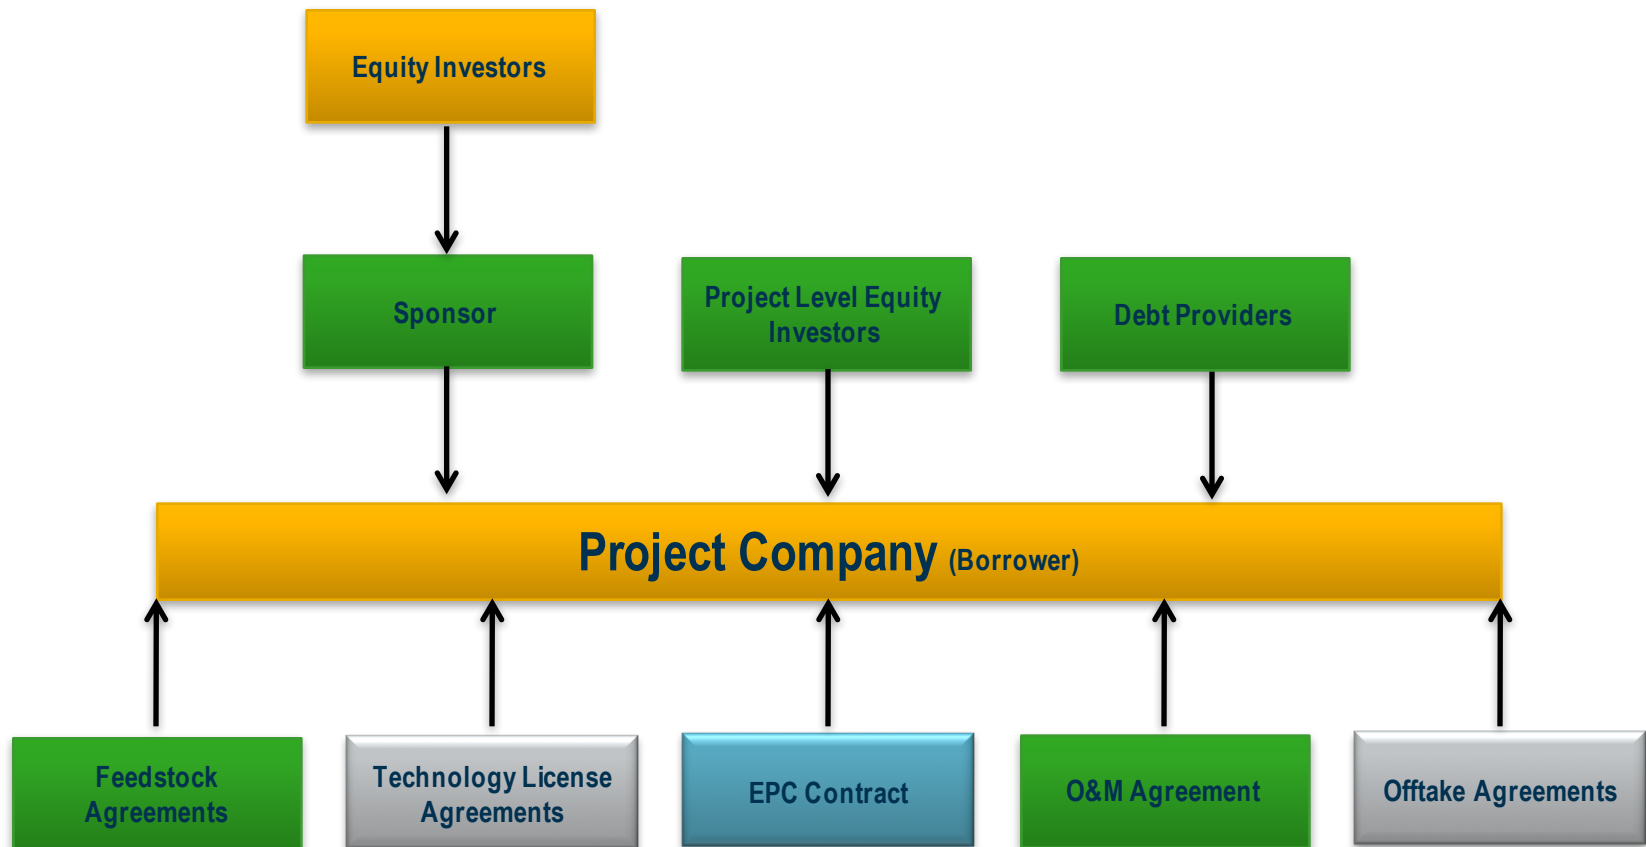 Equity Investors
Sponsor
Project Level Equity
Investors
Debt Providers
Project Company (Borrower)
Feedstock
Agreements
Technology License
Agreements
EPC Contract
O&M Agreement
Offtake Agreements